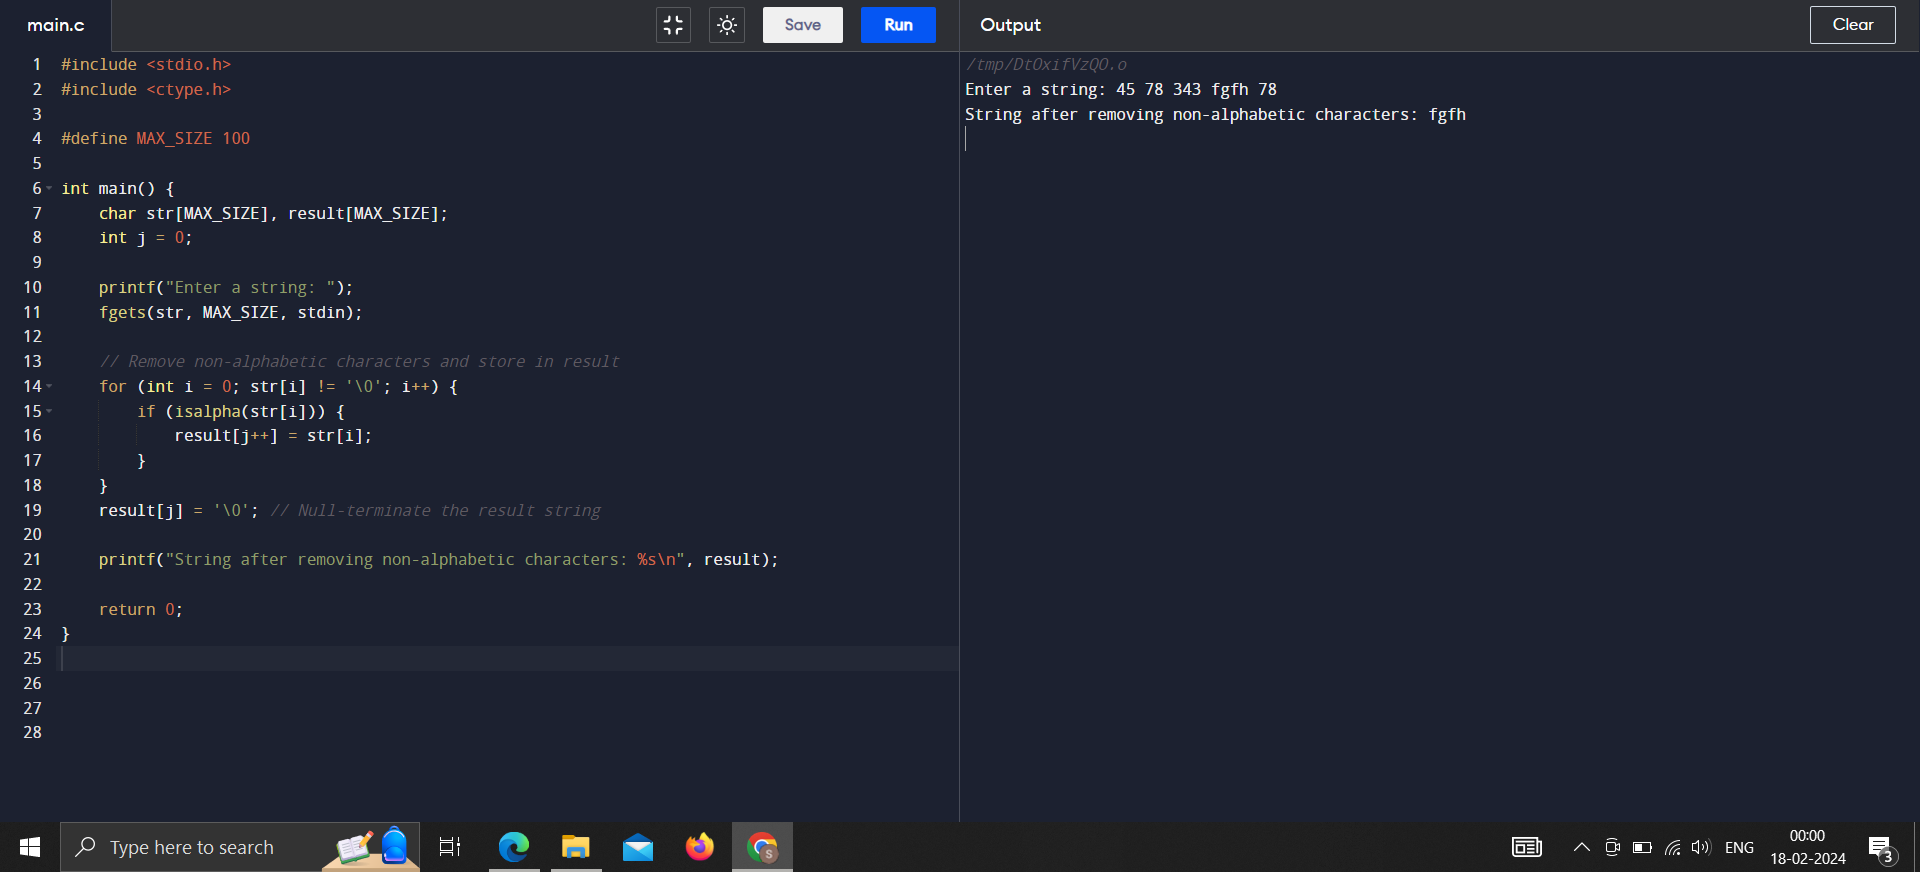 main.c
Save
Run
Output
Clear
1 #include <stdio.h>
2 #include <ctype.h>
3
4 #define MAX_SIZE 100
5
6 int main() {
7     char str[MAX_SIZE], result[MAX_SIZE];
8     int j = 0;
9
10     printf("Enter a string: ");
11     fgets(str, MAX_SIZE, stdin);
12
13     // Remove non-alphabetic characters and store in result
14     for (int i = 0; str[i] != '\0'; i++) {
15         if (isalpha(str[i])) {
16             result[j++] = str[i];
17         }
18     }
19     result[j] = '\0'; // Null-terminate the result string
20
21     printf("String after removing non-alphabetic characters: %s\n", result);
22
23     return 0;
24 }
25
26
27
28
/tmp/DtOxifVzQO.o
Enter a string: 45 78 343 fgfh 78
String after removing non-alphabetic characters: fgfh
Type here to search
S
ENG
00:00
18-02-2024
3